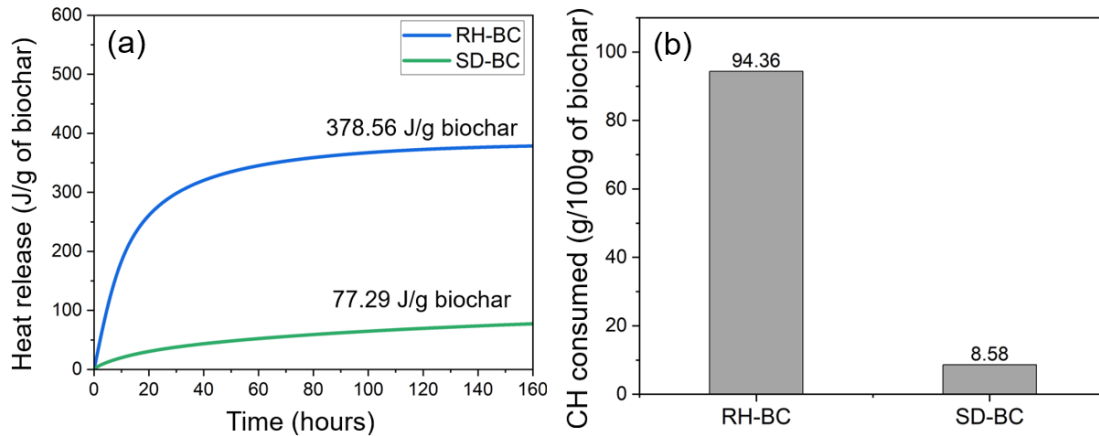 (a)
RH-BC
SD-BC
378.56 J/g biochar
77.29 J/g biochar
Heat release (J/g of biochar)
600
500
400
300
200
100
0
0 20 40 60 80 100 120 140 160
Time (hours)
(b)
94.36
8.58
CH consumed (g/100g of biochar)
100
80
60
40
20
0
RH-BC SD-BC